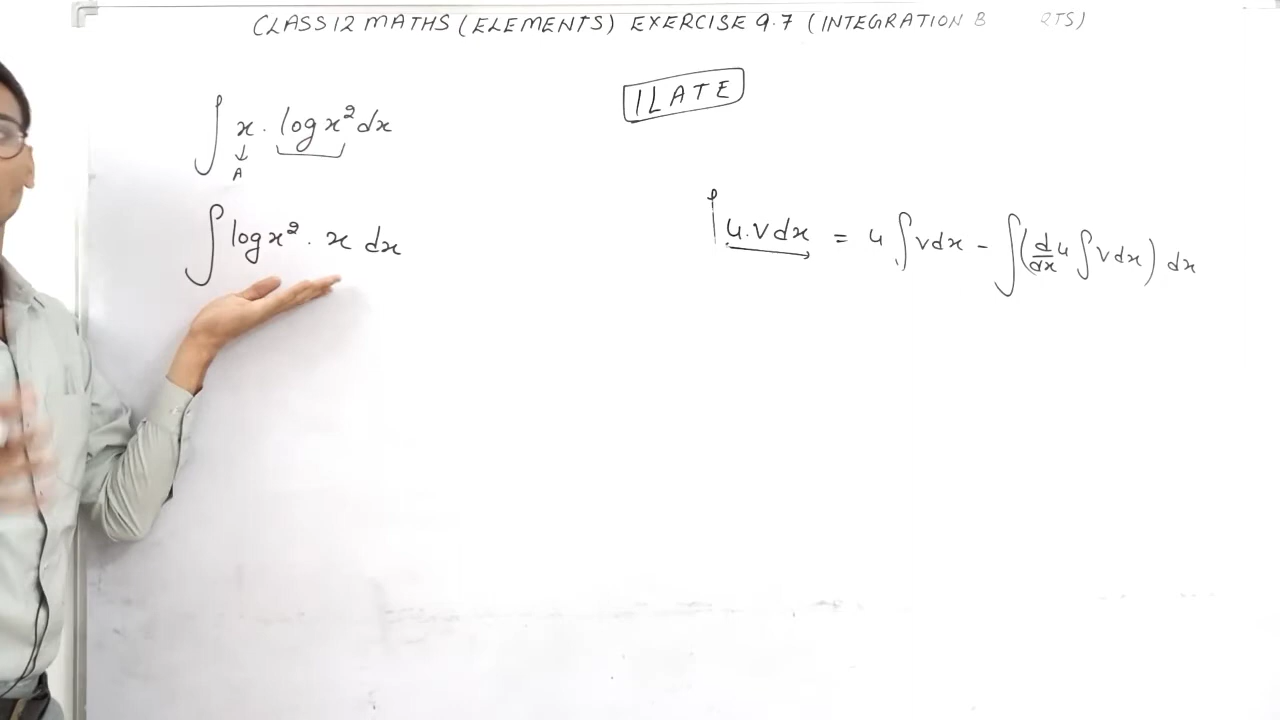 CLASS 12 MATHS (ELEMENTS) EXERCISE 9.7 (INTEGRATION B RTS)
ILATE
∫ x . log x² dx
↓
A
∫ log x² . x dx
∫ u.v dx = u ∫ v dx - ∫ (d/dx u ∫ v dx) dx